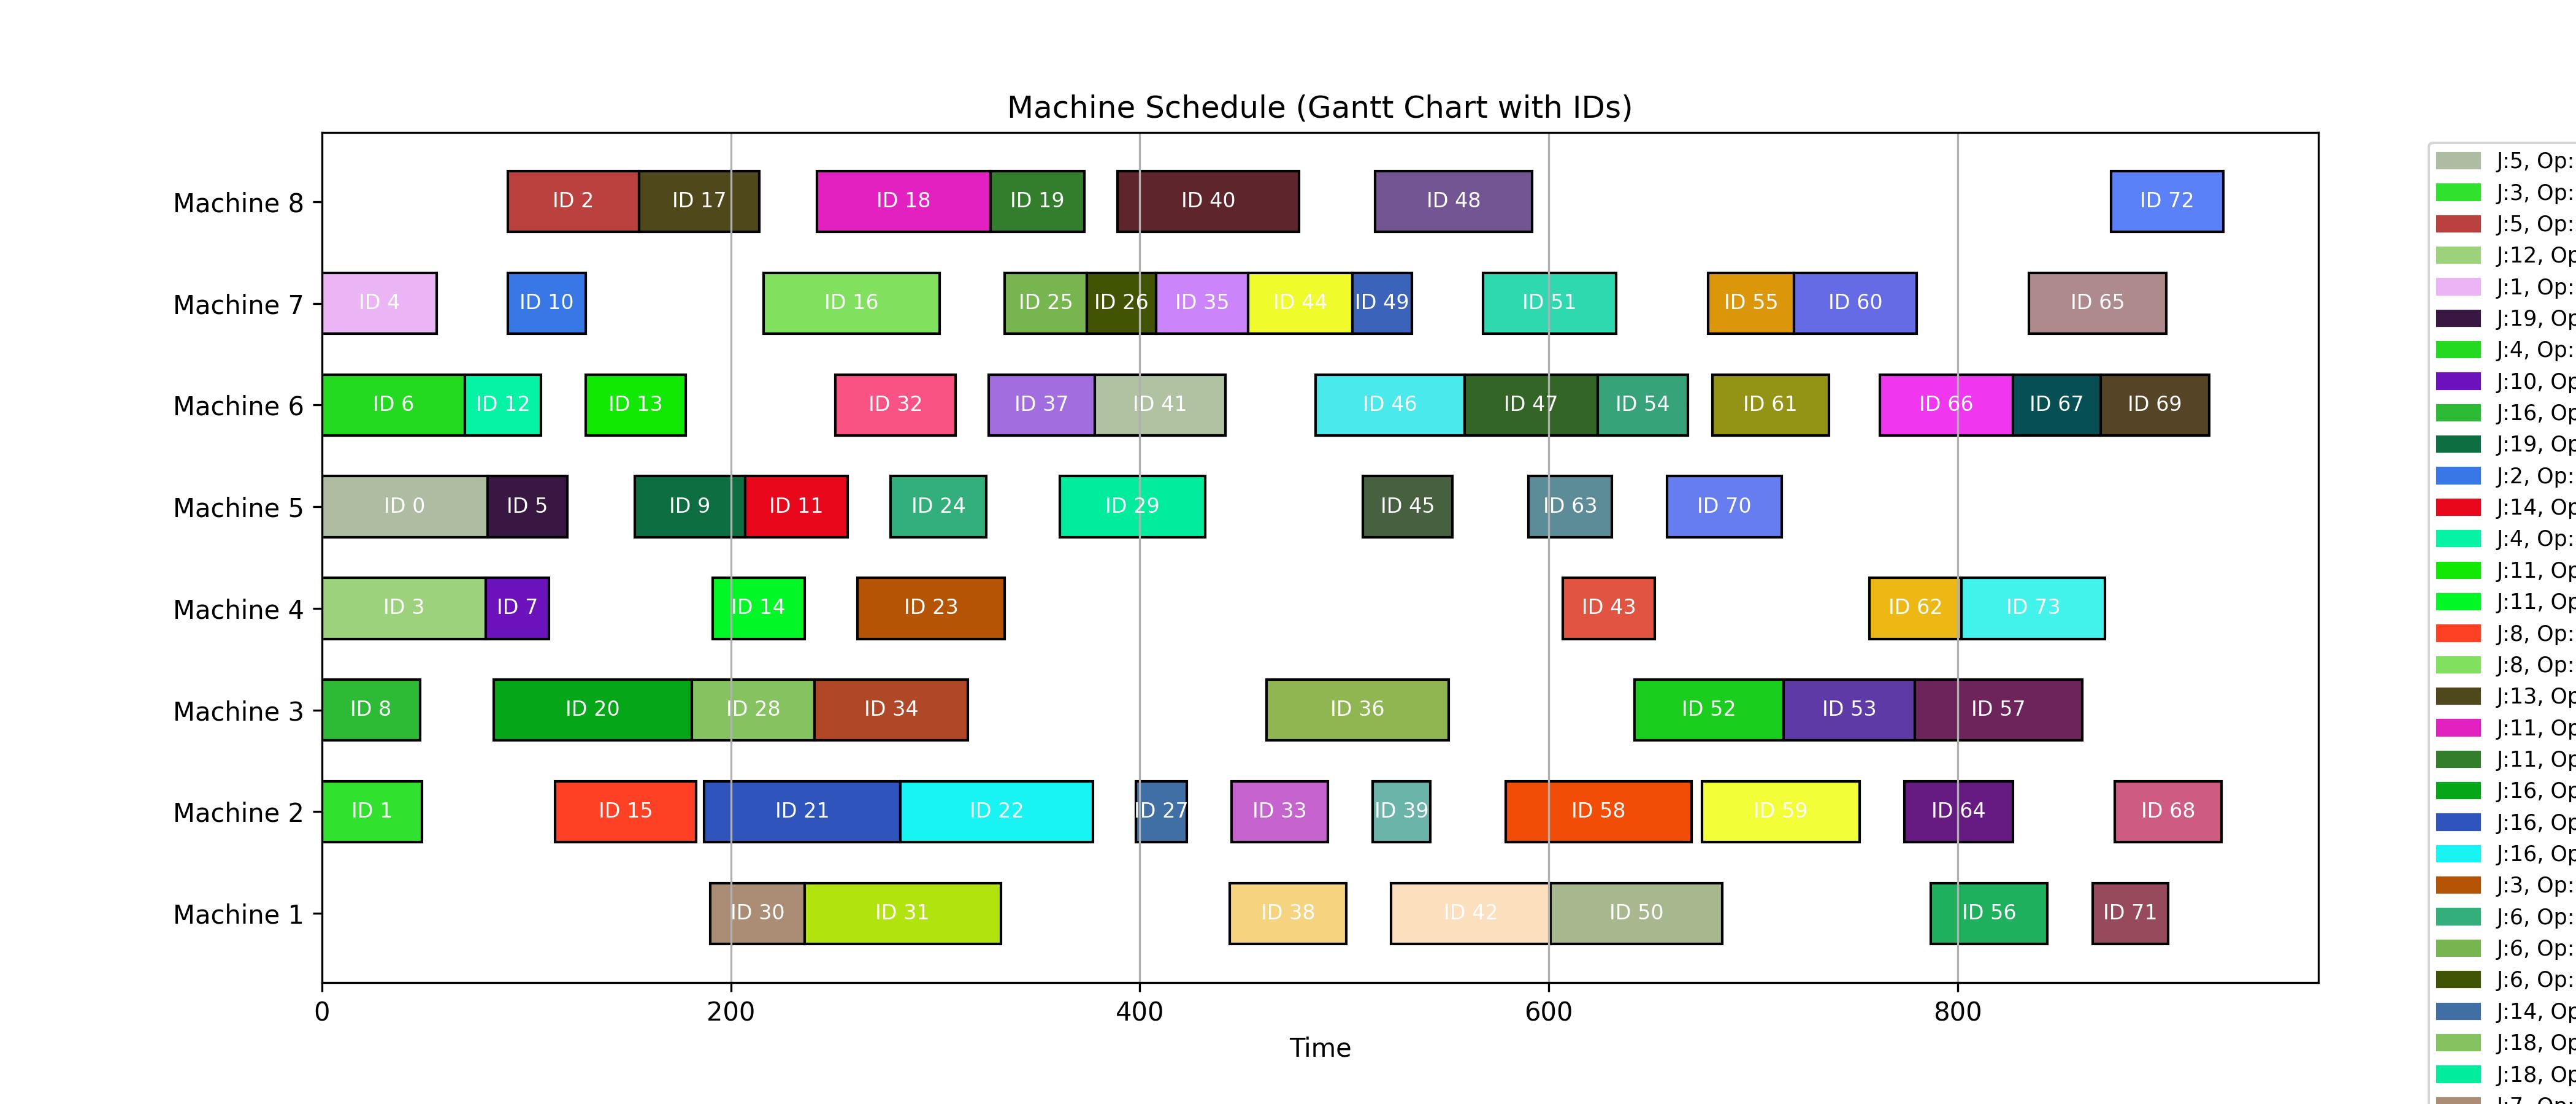 Machine Schedule (Gantt Chart with IDs)
Machine 8
ID 2 ID 17 ID 18 ID 19 ID 40 ID 48 ID 72
Machine 7
ID 4 ID 10 ID 16 ID 25 ID 26 ID 35 ID 44 ID 49 ID 51 ID 55 ID 60 ID 65
Machine 6
ID 6 ID 12 ID 13 ID 32 ID 37 ID 41 ID 46 ID 47 ID 54 ID 61 ID 66 ID 67 ID 69
Machine 5
ID 0 ID 5 ID 9 ID 11 ID 24 ID 29 ID 45 ID 63 ID 70
Machine 4
ID 3 ID 7 ID 14 ID 23 ID 43 ID 62 ID 73
Machine 3
ID 8 ID 20 ID 28 ID 34 ID 36 ID 52 ID 53 ID 57
Machine 2
ID 1 ID 15 ID 21 ID 22 ID 27 ID 33 ID 39 ID 58 ID 59 ID 64 ID 68
Machine 1
ID 30 ID 31 ID 38 ID 42 ID 50 ID 56 ID 71
0 200 400 600 800
Time
J:5, Op:
J:3, Op:
J:5, Op:
J:12, Op
J:1, Op:
J:19, Op
J:4, Op:
J:10, Op
J:16, Op
J:19, Op
J:2, Op:
J:14, Op
J:4, Op:
J:11, Op
J:11, Op
J:8, Op:
J:8, Op:
J:13, Op
J:11, Op
J:11, Op
J:16, Op
J:16, Op
J:16, Op
J:3, Op:
J:6, Op:
J:6, Op:
J:6, Op:
J:14, Op
J:18, Op
J:18, Op